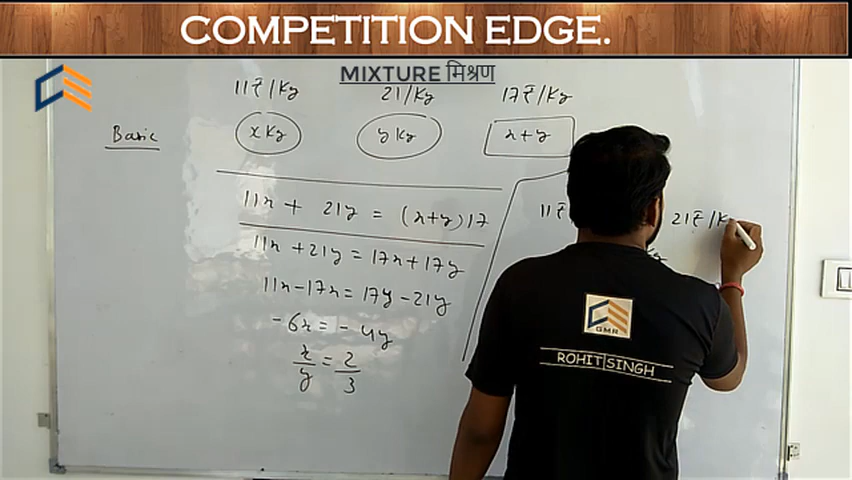 COMPETITION EDGE.
MIXTURE मिश्रण
11₹/Kg 21/Kg 17₹/Kg
Basic x Kg y Kg x+y
11x + 21y = (x+y)17
11₹ 21₹/K
11x + 21y = 17x + 17y
Kg
11x - 17x = 17y - 21y
-6x = -4y
x/y = 2/3
GMR
ROHIT SINGH